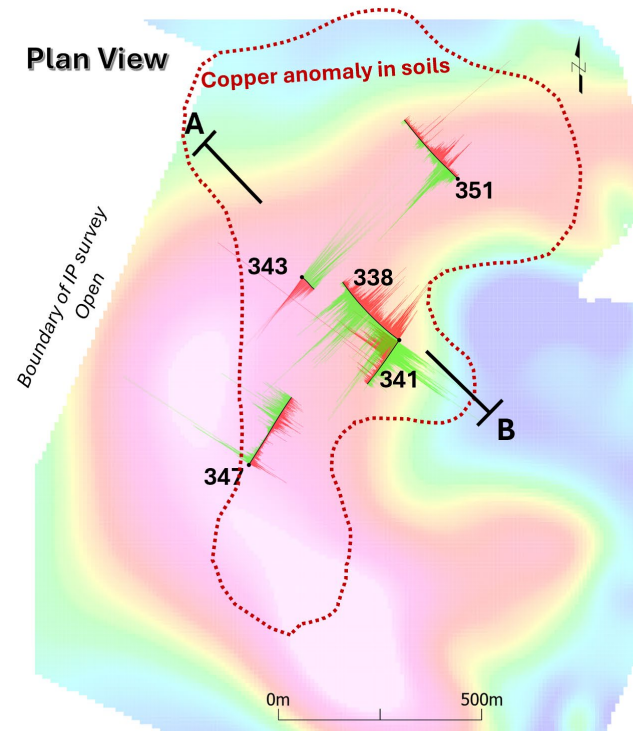 Plan View
Copper anomaly in soils
N
A
351
Boundary of IP survey
Open
343
338
341
B
347
0m
500m